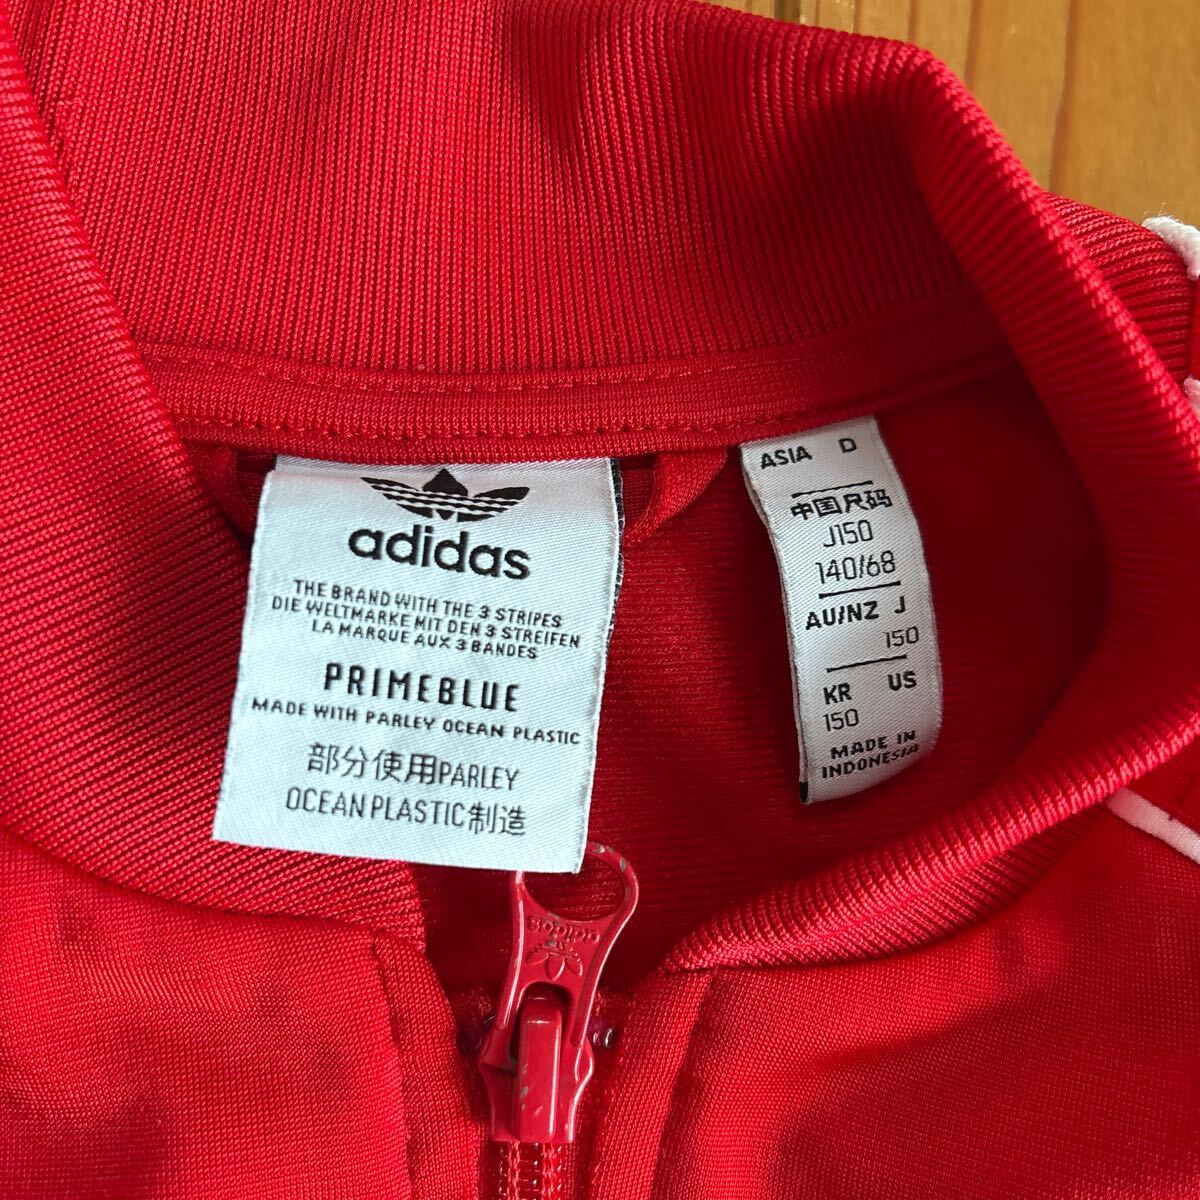 adidas
THE BRAND WITH THE 3 STRIPES
DIE WELTMARKE MIT DEN 3 STREIFEN
LA MARQUE AUX 3 BANDES
PRIMEBLUE
MADE WITH PARLEY OCEAN PLASTIC
部分使用PARLEY
OCEAN PLASTIC制造
ASIA D
中国尺码
J150
140/68
AU/NZ J
150
KR US
150
MADE IN
INDONESIA
adidas